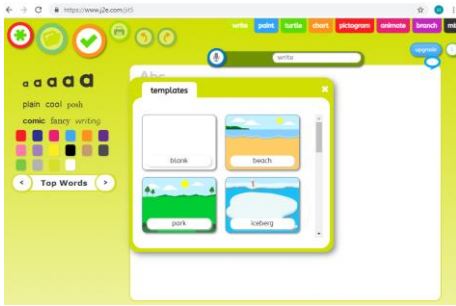 https://www.j2e.com/jit5
write paint turtle chart pictogram animate branch
upgrade
write
Abc
templates
a a a a a
plain cool posh
comic fancy writing
blank
beach
Top Words
park
iceberg